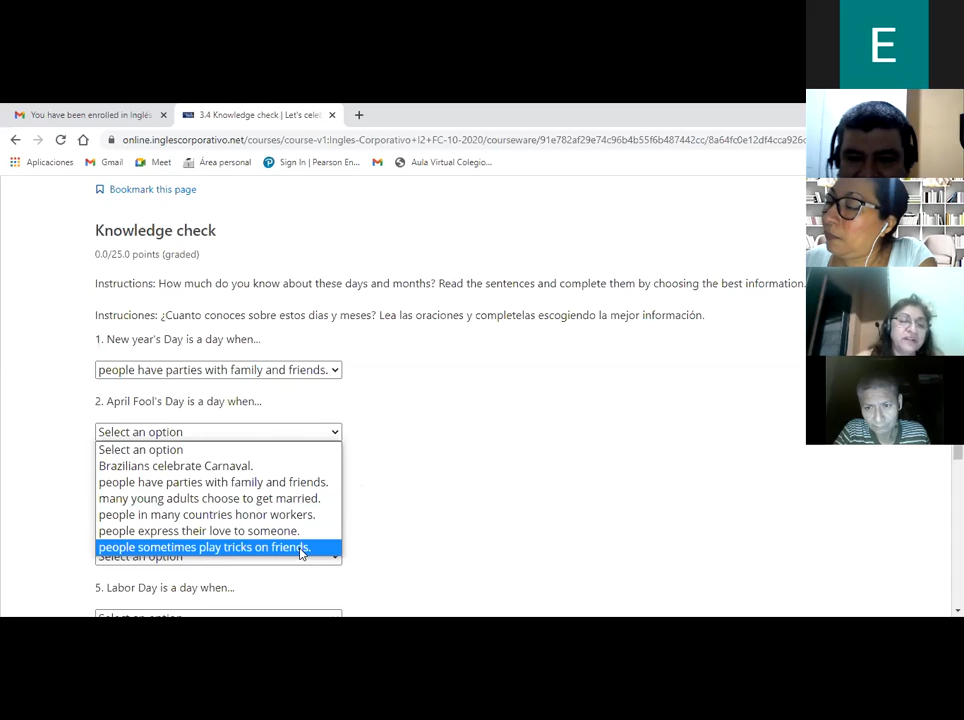 E
You have been enrolled in Inglés
3.4 Knowledge check | Let's cele
online.inglescorporativo.net/courses/course-v1:Ingles-Corporativo+I2+FC-10-2020/courseware/91e782af29e74c96b4b55f6b487442cc/8a64fc0e12df4cca926c
Aplicaciones
Gmail
Meet
Área personal
Sign In | Pearson En...
Aula Virtual Colegio...
Bookmark this page
Knowledge check
0.0/25.0 points (graded)
Instructions: How much do you know about these days and months? Read the sentences and complete them by choosing the best information.
Instruciones: ¿Cuanto conoces sobre estos dias y meses? Lea las oraciones y completelas escogiendo la mejor información.
1. New year's Day is a day when...
people have parties with family and friends.
2. April Fool's Day is a day when...
Select an option
Select an option
Brazilians celebrate Carnaval.
people have parties with family and friends.
many young adults choose to get married.
people in many countries honor workers.
people express their love to someone.
people sometimes play tricks on friends.
Select an option
5. Labor Day is a day when...
Select an option